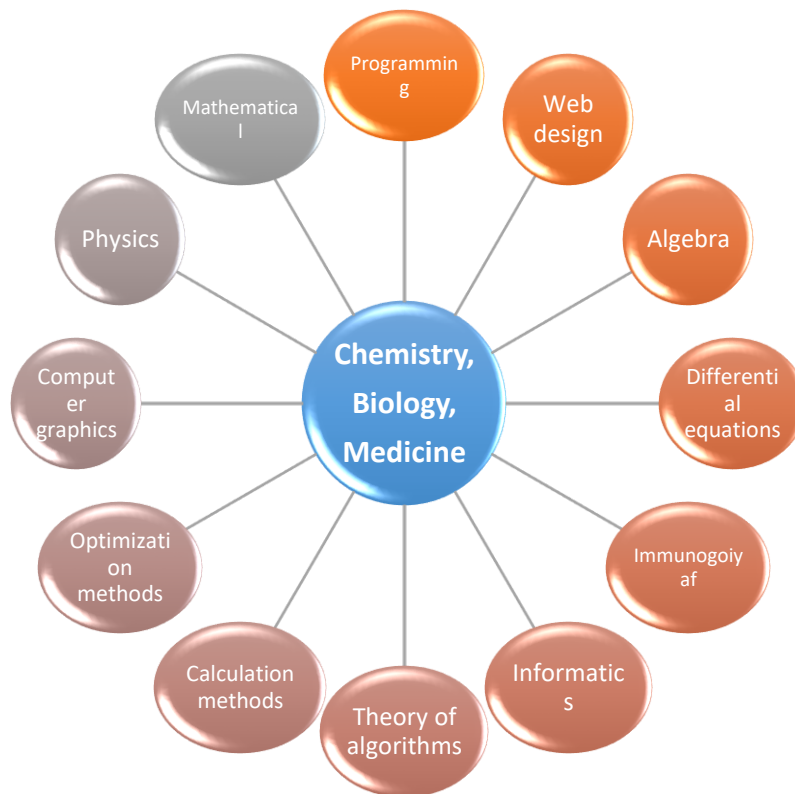 Programmin
g
Web
design
Algebra
Differenti
al
equations
Immunogoiy
af
Informatic
s
Theory of
algorithms
Calculation
methods
Optimizati
on
methods
Comput
er
graphics
Physics
Mathematica
l
Chemistry,
Biology,
Medicine